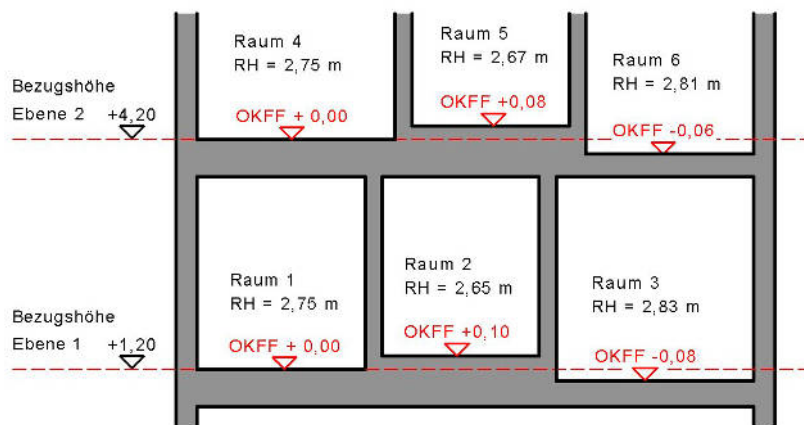 Raum 4
RH = 2,75 m
OKFF + 0,00
Raum 5
RH = 2,67 m
OKFF +0,08
Raum 6
RH = 2,81 m
OKFF -0,06
Bezugshöhe
Ebene 2 +4,20
Raum 1
RH = 2,75 m
OKFF + 0,00
Raum 2
RH = 2,65 m
OKFF +0,10
Raum 3
RH = 2,83 m
OKFF -0,08
Bezugshöhe
Ebene 1 +1,20